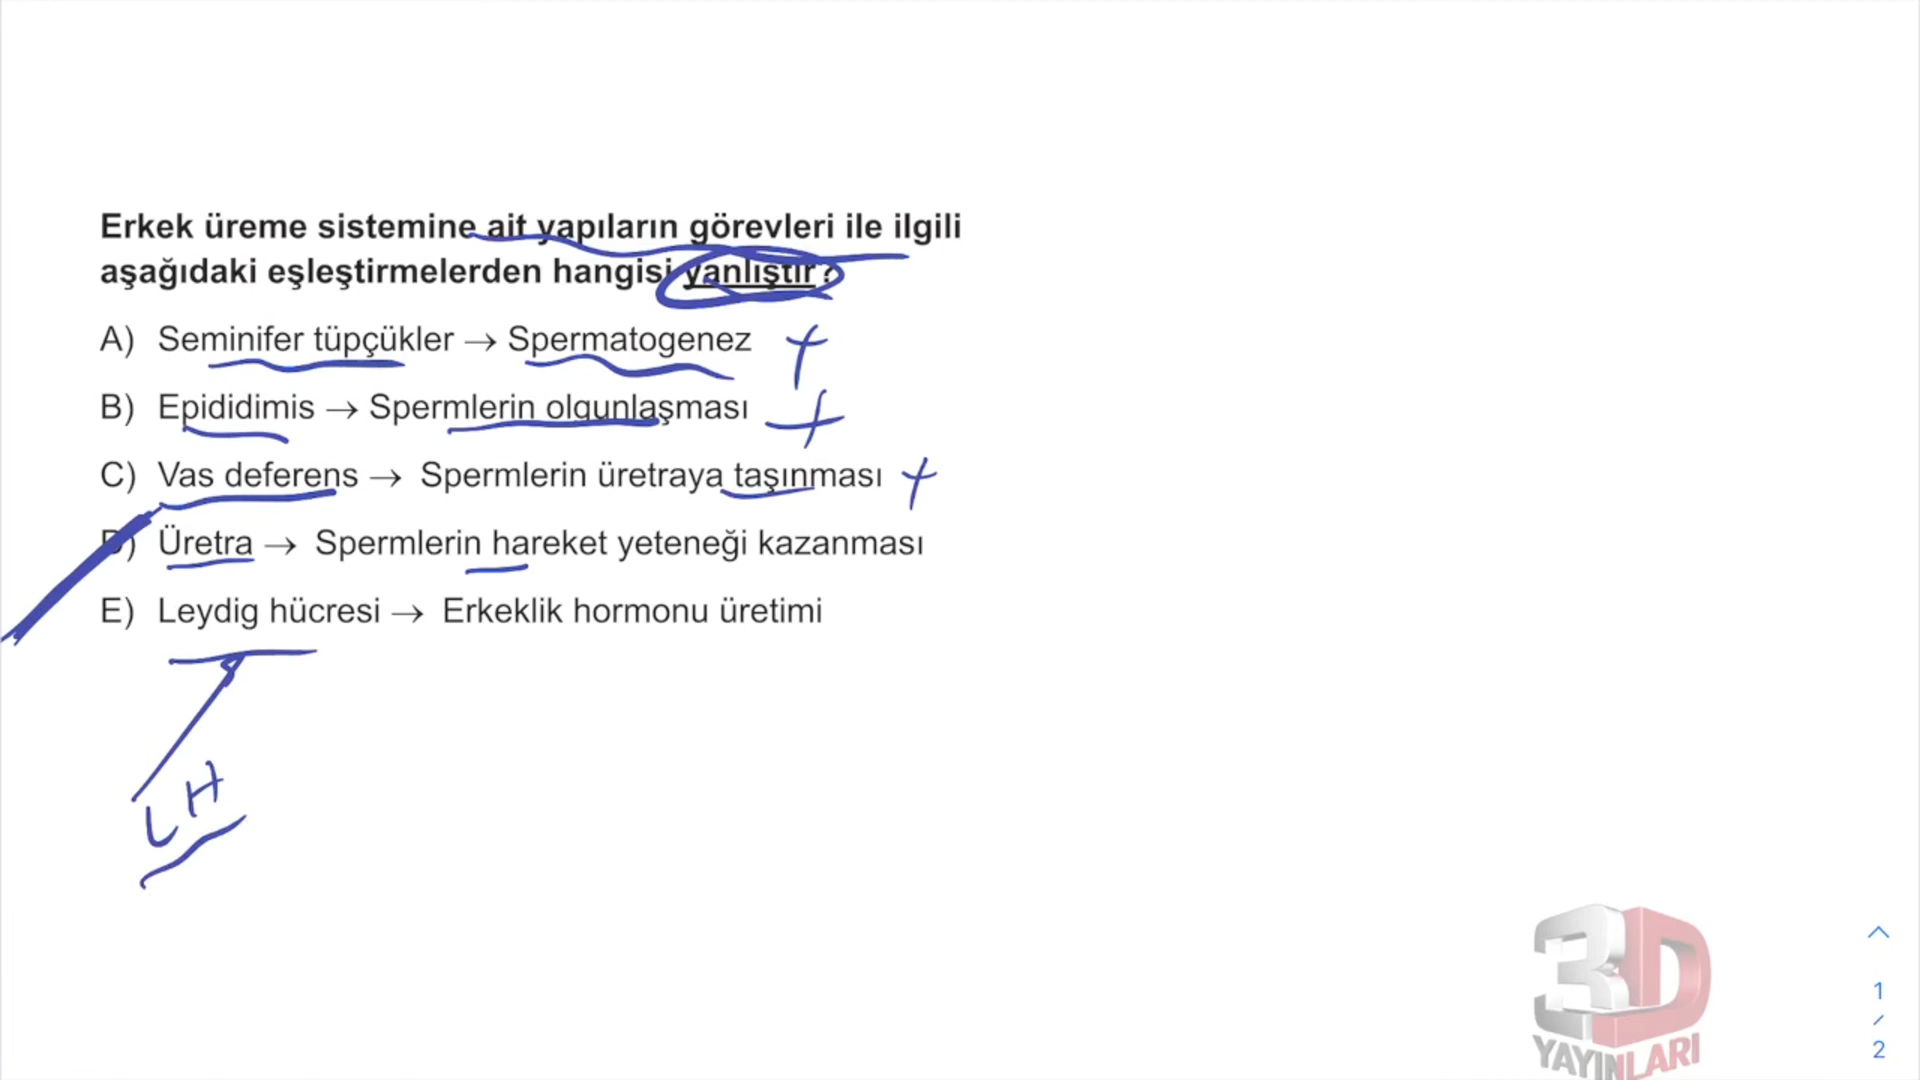 Erkek üreme sistemine ait yapıların görevleri ile ilgili
aşağıdaki eşleştirmelerden hangisi yanlıştır?
A) Seminifer tüpçükler → Spermatogenez +
B) Epididimis → Spermlerin olgunlaşması +
C) Vas deferens → Spermlerin üretraya taşınması +
D) Üretra → Spermlerin hareket yeteneği kazanması
E) Leydig hücresi → Erkeklik hormonu üretimi
LH
3D
YAYINLARI
1
/
2